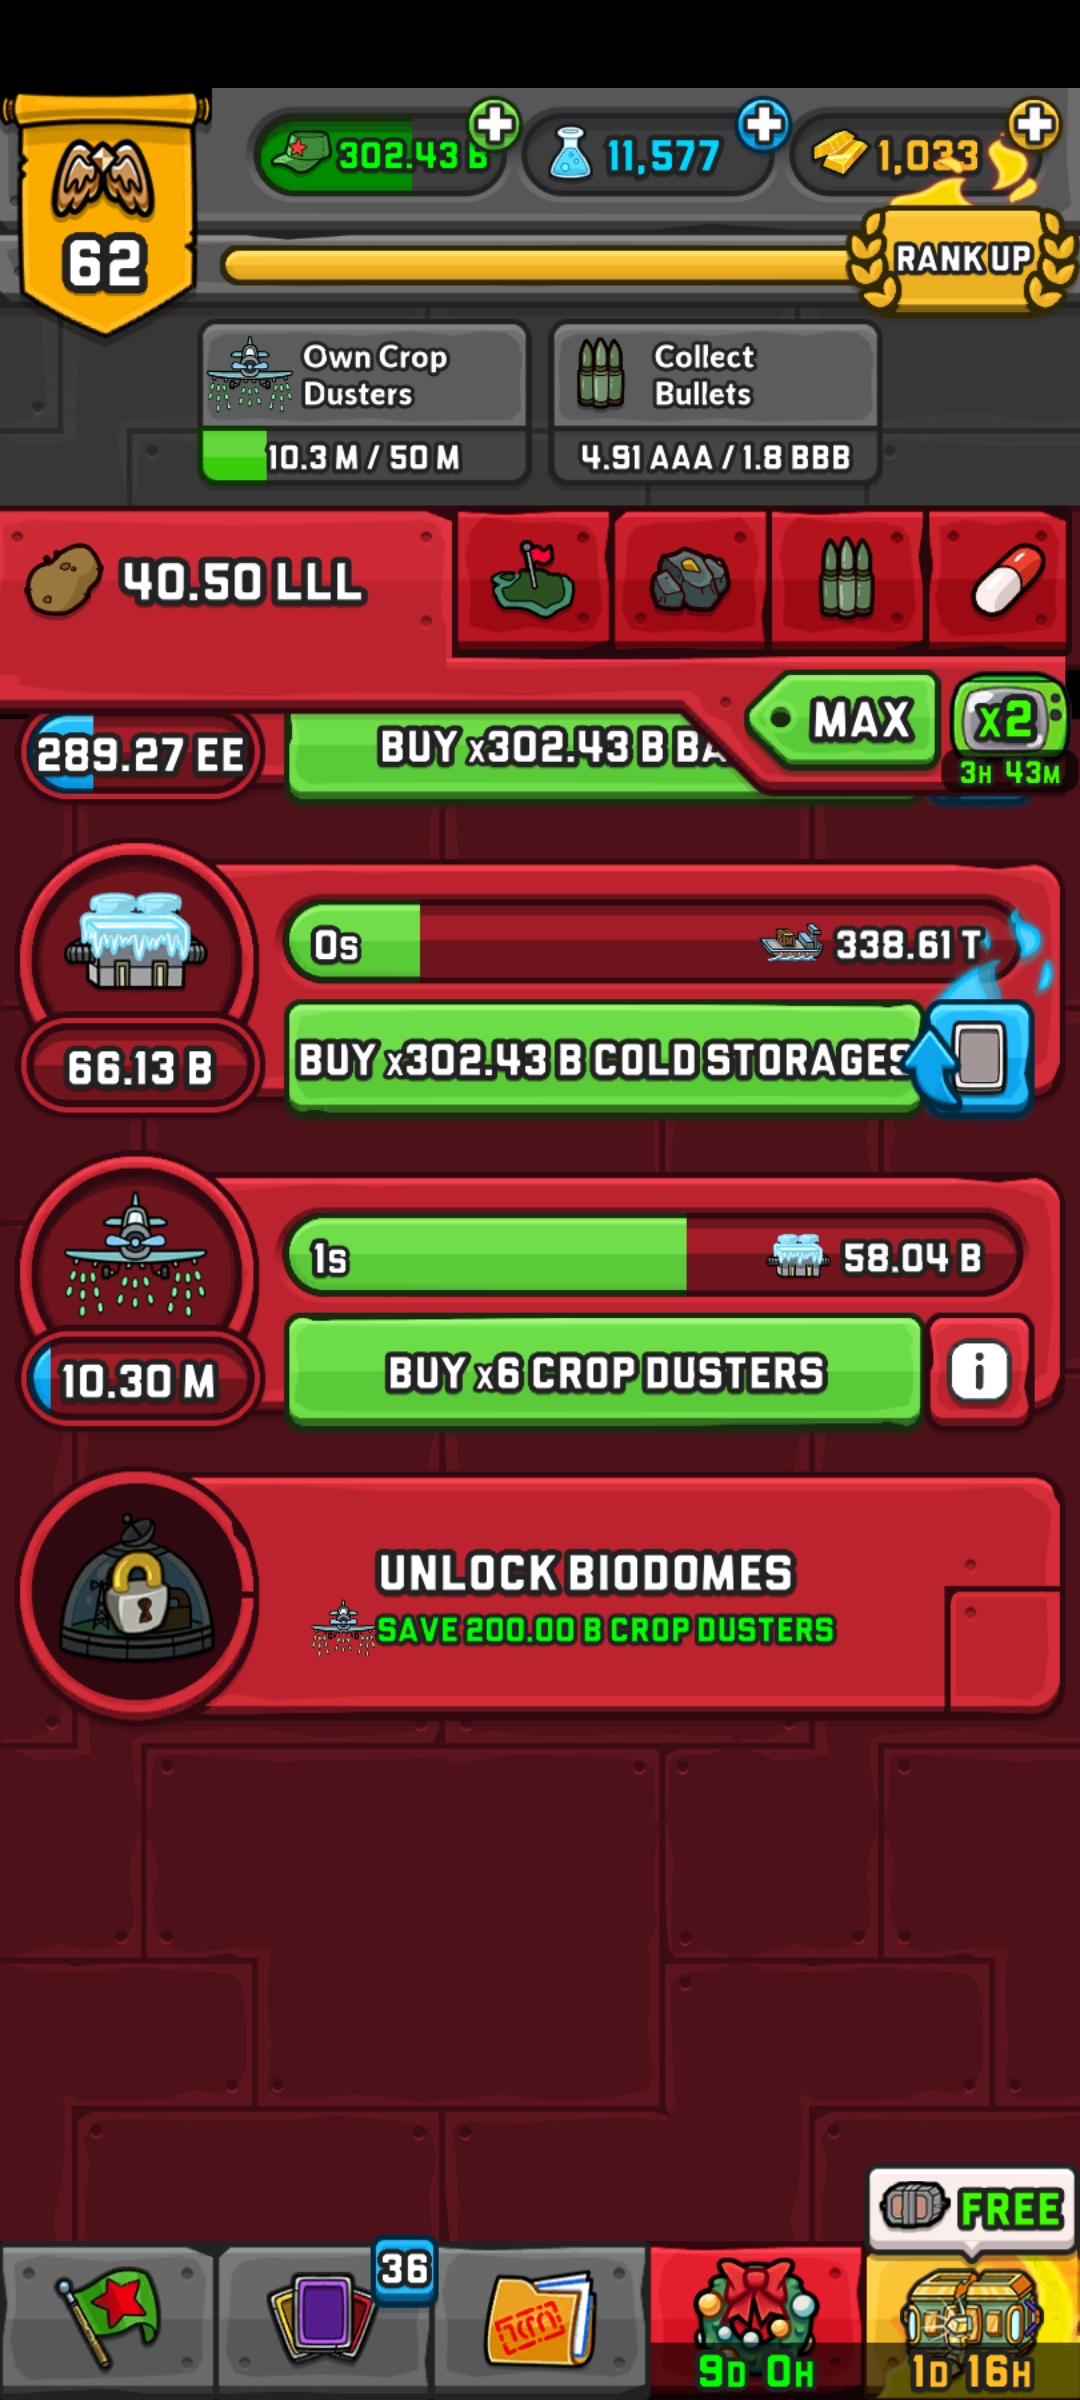 302.43 B
11,577
1,033
62
RANK UP
Own Crop
Dusters
10.3 M / 50 M
Collect
Bullets
4.91 AAA / 1.8 BBB
40.50 LLL
MAX
x2
3H 43M
289.27 EE
BUY x302.43 B BA
0s
338.61 T
66.13 B
BUY x302.43 B COLD STORAGES
1s
58.04 B
10.30 M
BUY x6 CROP DUSTERS
i
UNLOCK BIODOMES
SAVE 200.00 B CROP DUSTERS
FREE
36
9D 0H
1D 16H